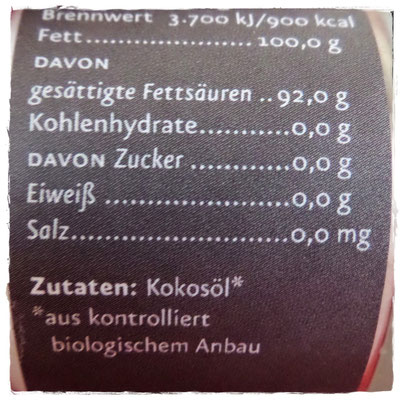 Brennwert 3.700 kJ/900 kcal
Fett....................100,0 g
DAVON
gesättigte Fettsäuren ..92,0 g
Kohlenhydrate............0,0 g
DAVON Zucker .............0,0 g
Eiweiß ........................0,0 g
Salz............................0,0 mg
Zutaten: Kokosöl*
*aus kontrolliert
biologischem Anbau